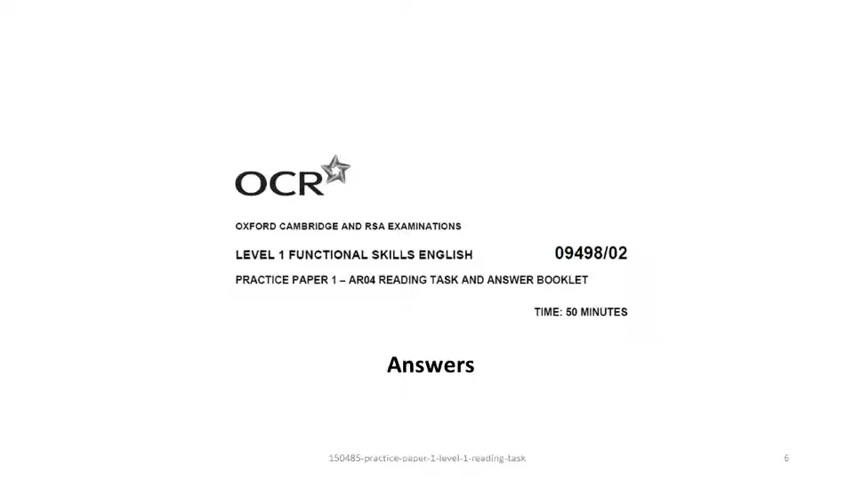 OCR
OXFORD CAMBRIDGE AND RSA EXAMINATIONS
LEVEL 1 FUNCTIONAL SKILLS ENGLISH 09498/02
PRACTICE PAPER 1 – AR04 READING TASK AND ANSWER BOOKLET
TIME: 50 MINUTES
Answers
150485-practice-paper-1-level-1-reading-task 6